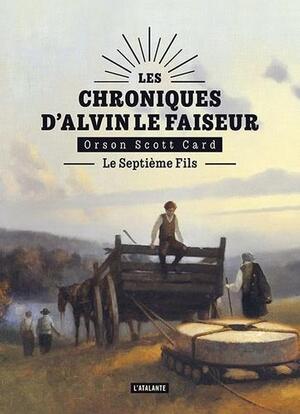 LES
CHRONIQUES
D'ALVIN LE FAISEUR
Orson Scott Card
Le Septième Fils
L'ATALANTE